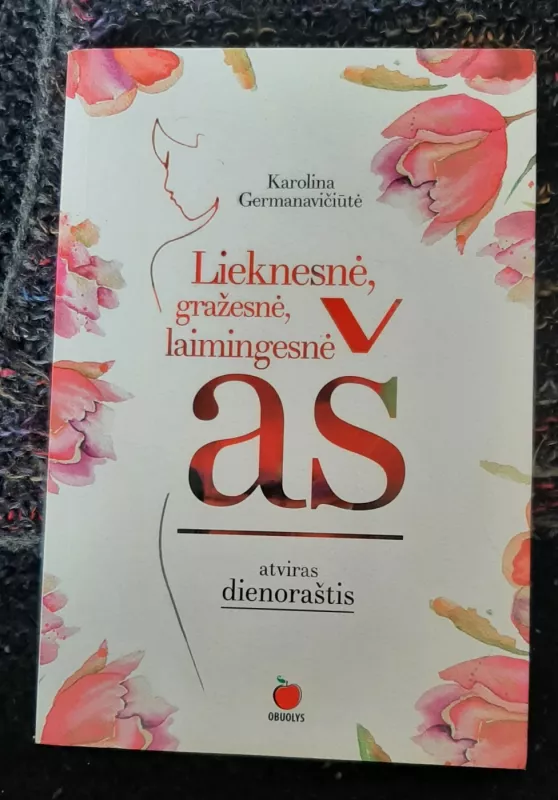 Karolina
Germanavičiūtė
Lieknesnė,
gražesnė,
laimingesnė
aš
atviras
dienoraštis
OBUOLYS